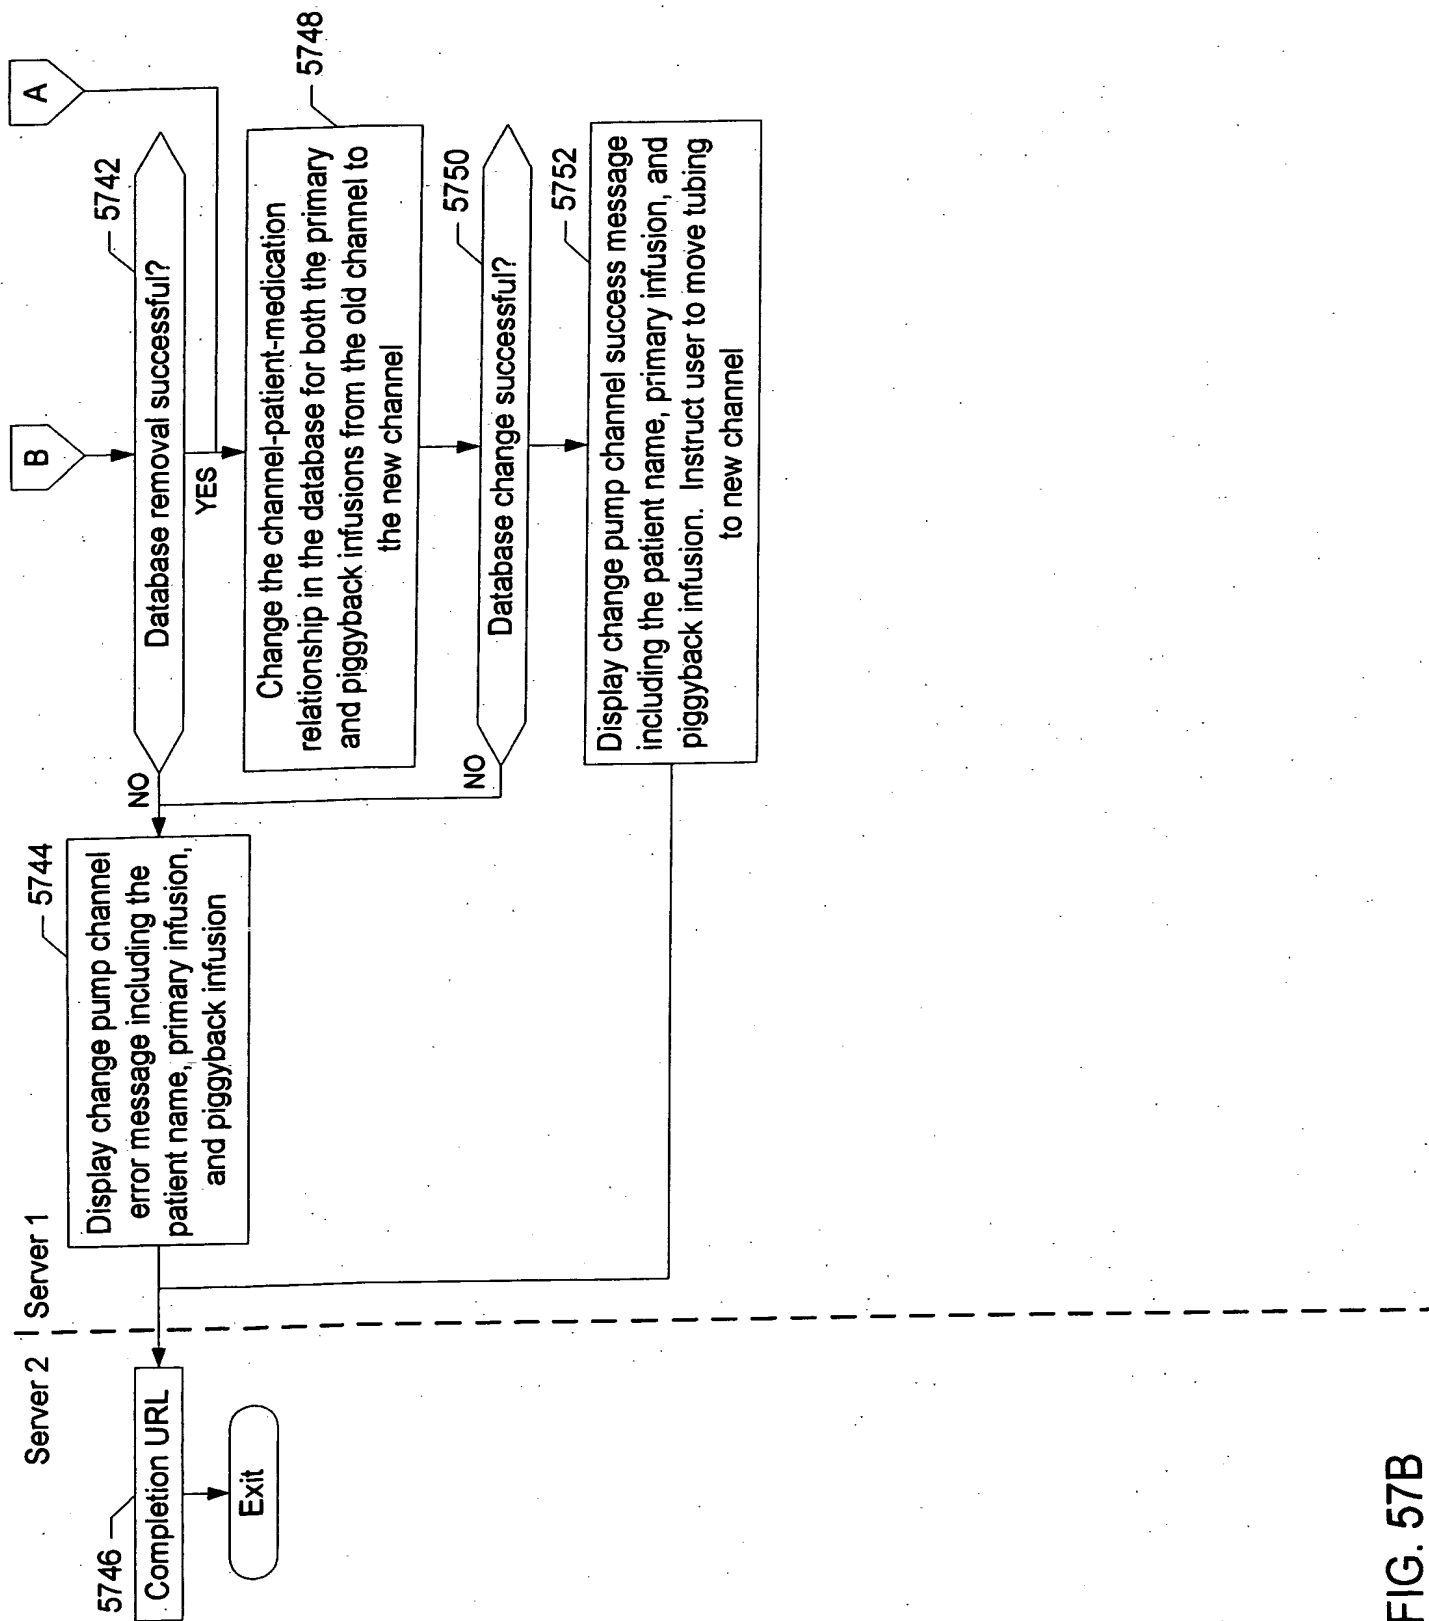 Server 2
Server 1
B
A
5742
Database removal successful?
YES
NO
5744
Display change pump channel
error message including the
patient name, primary infusion,
and piggyback infusion
5746
Completion URL
Exit
5748
Change the channel-patient-medication
relationship in the database for both the primary
and piggyback infusions from the old channel to
the new channel
5750
Database change successful?
NO
5752
Display change pump channel success message
including the patient name, primary infusion, and
piggyback infusion. Instruct user to move tubing
to new channel
FIG. 57B